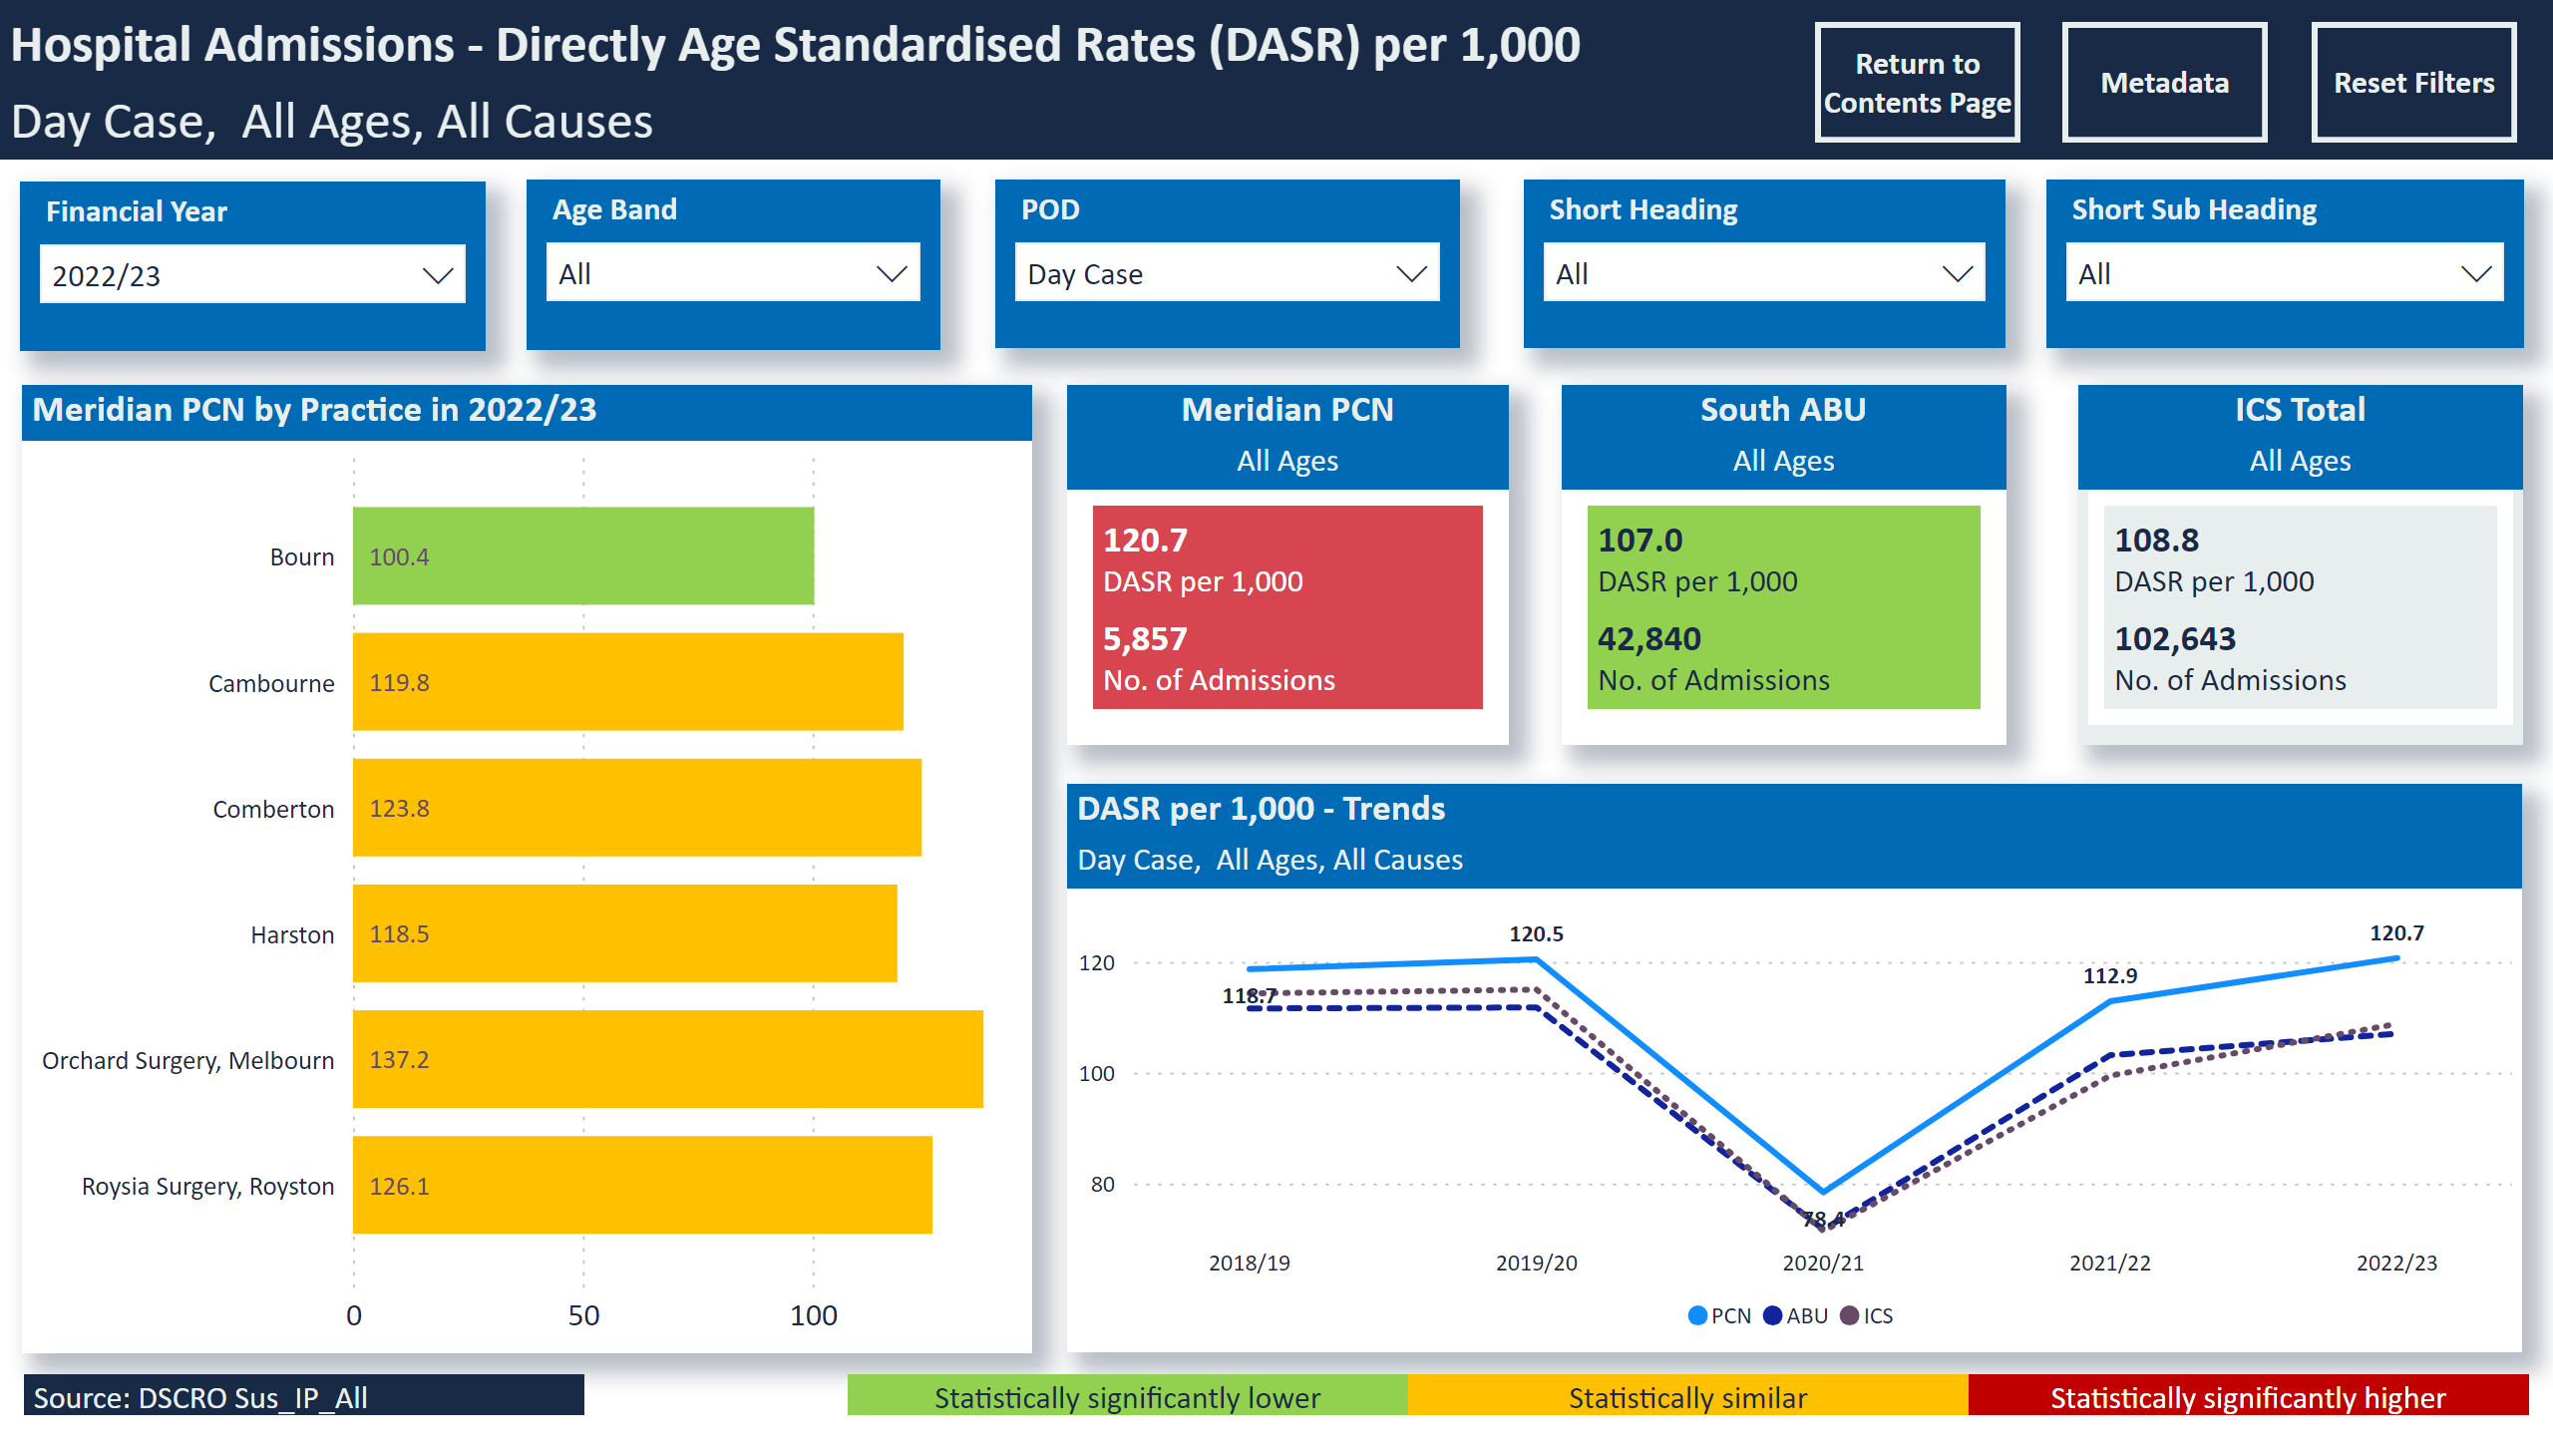 Hospital Admissions - Directly Age Standardised Rates (DASR) per 1,000
Day Case, All Ages, All Causes
Return to
Contents Page
Metadata
Reset Filters
Financial Year
2022/23
Age Band
All
POD
Day Case
Short Heading
All
Short Sub Heading
All
Meridian PCN by Practice in 2022/23
Bourn 100.4
Cambourne 119.8
Comberton 123.8
Harston 118.5
Orchard Surgery, Melbourn 137.2
Roysia Surgery, Royston 126.1
0 50 100
Meridian PCN
All Ages
120.7
DASR per 1,000
5,857
No. of Admissions
South ABU
All Ages
107.0
DASR per 1,000
42,840
No. of Admissions
ICS Total
All Ages
108.8
DASR per 1,000
102,643
No. of Admissions
DASR per 1,000 - Trends
Day Case, All Ages, All Causes
120
100
80
118.7
120.5
78.4
112.9
120.7
2018/19 2019/20 2020/21 2021/22 2022/23
PCN ABU ICS
Source: DSCRO Sus_IP_All
Statistically significantly lower
Statistically similar
Statistically significantly higher